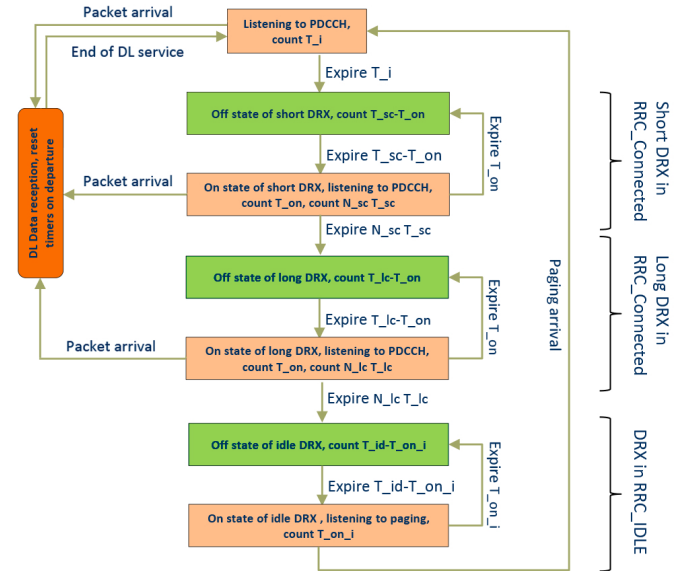 Packet arrival
Listening to PDCCH,
count T_i
End of DL service
Expire T_i
Off state of short DRX, count T_sc-T_on
Expire T_on
Expire T_sc-T_on
Short DRX in
RRC_Connected
DL Data reception, reset
timers on departure
Packet arrival
On state of short DRX, listening to PDCCH,
count T_on, count N_sc T_sc
Expire N_sc T_sc
Off state of long DRX, count T_lc-T_on
Expire T_on
Expire T_lc-T_on
Long DRX in
RRC_Connected
Paging arrival
Packet arrival
On state of long DRX, listening to PDCCH,
count T_on, count N_lc T_lc
Expire N_lc T_lc
Off state of idle DRX, count T_id-T_on_i
Expire T_on_i
Expire T_id-T_on_i
DRX in RRC_IDLE
On state of idle DRX , listening to paging,
count T_on_i